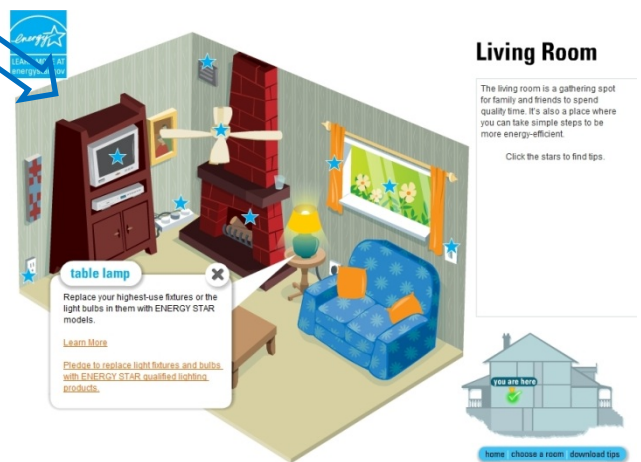 energy
LEARN MORE AT
energystar.gov
Living Room
The living room is a gathering spot
for family and friends to spend
quality time. It's also a place where
you can take simple steps to be
more energy-efficient.
Click the stars to find tips.
table lamp
Replace your highest-use fixtures or the
light bulbs in them with ENERGY STAR
models.
Learn More
Pledge to replace light fixtures and bulbs
with ENERGY STAR qualified lighting
products.
you are here
home choose a room download tips